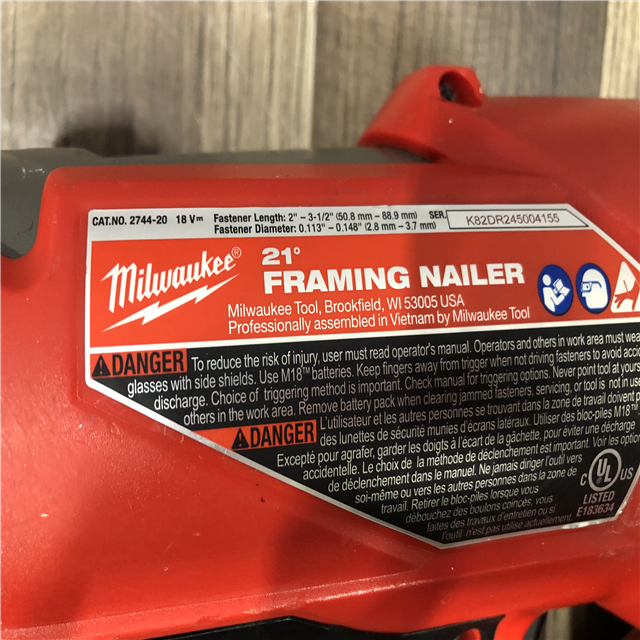 CAT.NO. 2744-20 18 V Fastener Length: 2" - 3-1/2" (50.8 mm - 88.9 mm) SER. K82DR245004155
Fastener Diameter: 0.113" - 0.148" (2.8 mm - 3.7 mm)
Milwaukee®
21°
FRAMING NAILER
Milwaukee Tool, Brookfield, WI 53005 USA
Professionally assembled in Vietnam by Milwaukee Tool
DANGER To reduce the risk of injury, user must read operator's manual. Operators and others in work area must wear
glasses with side shields. Use M18™ batteries. Keep fingers away from trigger when not driving fasteners to avoid
discharge. Choice of triggering method is important. Check manual for triggering options. Never point tool at
others in the work area. Remove battery pack when clearing jammed fasteners, servicing, or tool is not in
DANGER L'utilisateur et les autres personnes se trouvant dans la zone de travail doivent
des lunettes de sécurité munies d'écrans latéraux. Utiliser des bloc-piles M18™
Excepté pour agrafer, garder les doigts à l'écart de la gâchette, pour éviter une décharge
accidentelle. Le choix de la méthode de déclenchement est important. Voir les
de déclenchement dans le manuel. Ne jamais diriger l'outil vers
soi-même ou vers les autres personnes dans la zone de
travail. Retirer le bloc-piles lorsque vous
débouchez des boulons coincés,
faites des travaux d'entretien ou si
l'outil n'est pas utilisé actuellement.
C UL US
LISTED
E183634